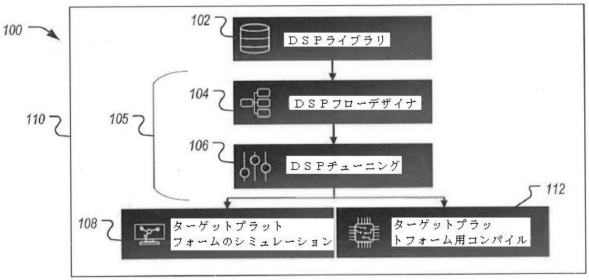 100
102
DSPライブラリ
104
DSPフローデザイナ
110
105
106
DSPチューニング
112
108
ターゲットプラット
フォームのシミュレーション
ターゲットプラッ
トフォーム用コンパイル